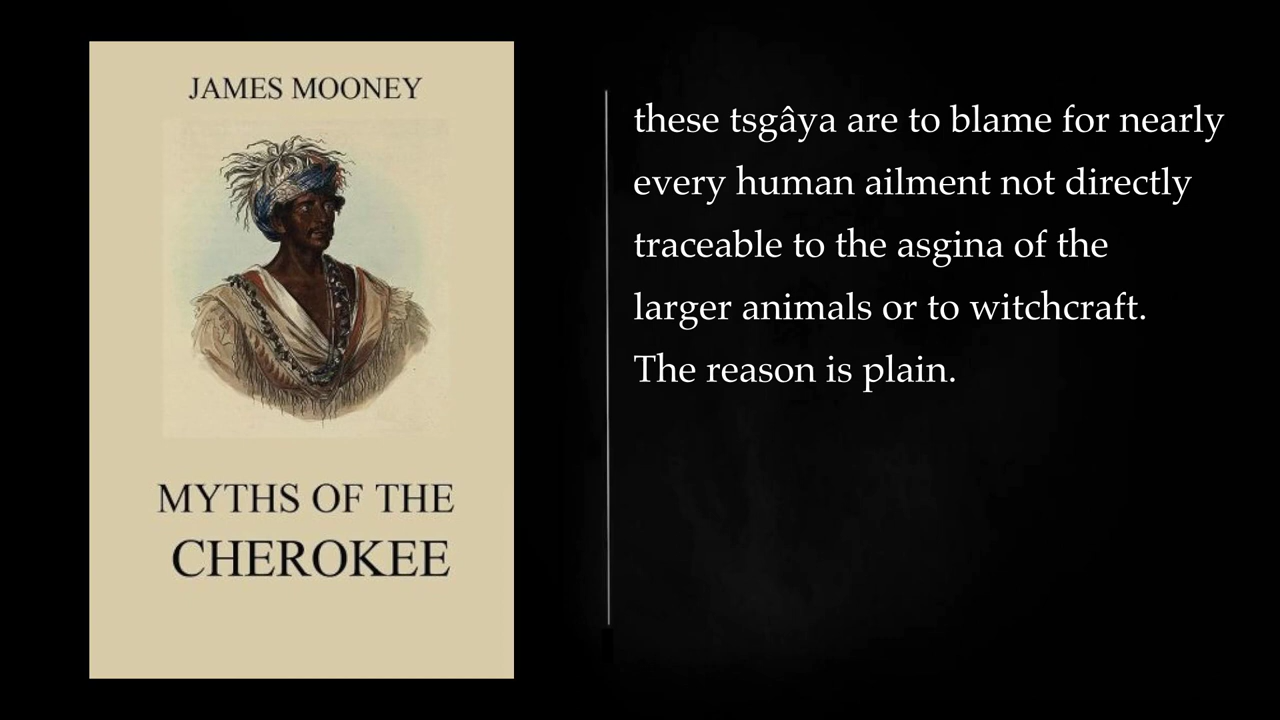 JAMES MOONEY
MYTHS OF THE
CHEROKEE
these tsgâya are to blame for nearly
every human ailment not directly
traceable to the asgina of the
larger animals or to witchcraft.
The reason is plain.